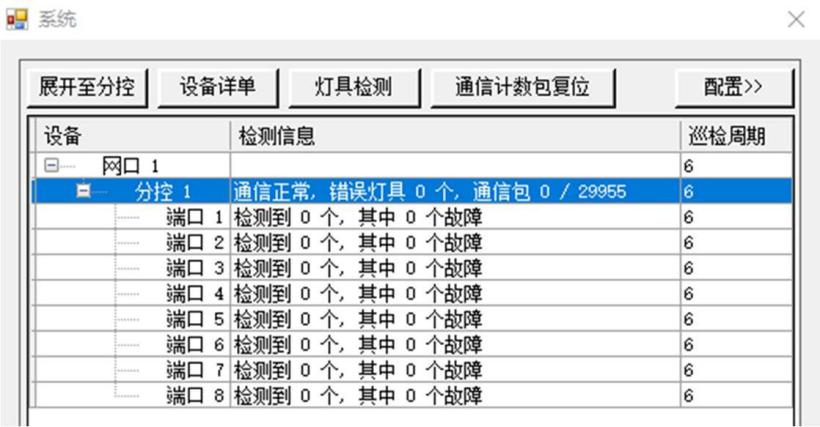 系统
展开至分控 设备详单 灯具检测 通信计数包复位 配置>>
设备 检测信息 巡检周期
网口 1 6
分控 1 通信正常, 错误灯具 0 个, 通信包 0 / 29955 6
端口 1 检测到 0 个, 其中 0 个故障 6
端口 2 检测到 0 个, 其中 0 个故障 6
端口 3 检测到 0 个, 其中 0 个故障 6
端口 4 检测到 0 个, 其中 0 个故障 6
端口 5 检测到 0 个, 其中 0 个故障 6
端口 6 检测到 0 个, 其中 0 个故障 6
端口 7 检测到 0 个, 其中 0 个故障 6
端口 8 检测到 0 个, 其中 0 个故障 6